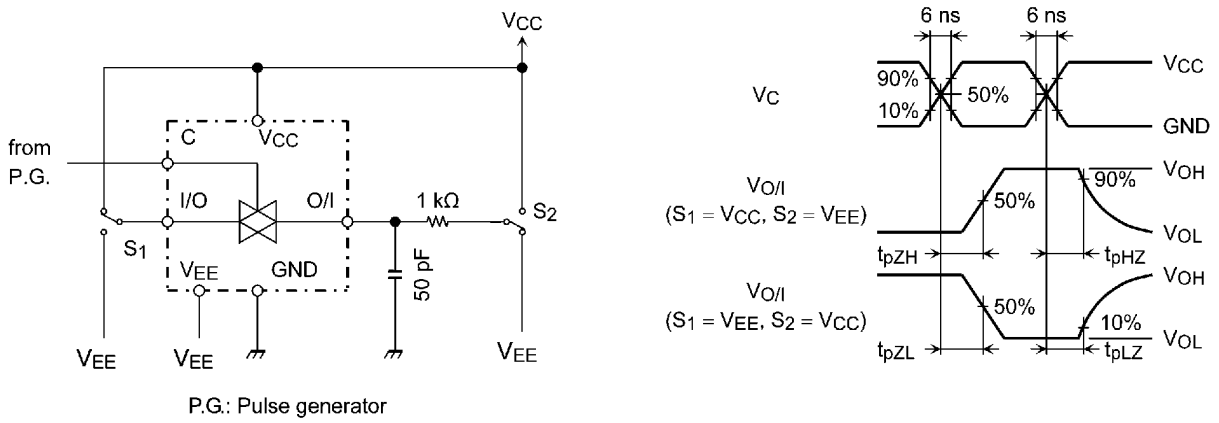 VCC
C
VCC
from
P.G.
I/O
O/I
1 kΩ
S2
S1
VEE
GND
50 pF
VEE
VEE
VEE
P.G.: Pulse generator
6 ns
6 ns
VC
90%
50%
10%
VCC
GND
VO/I
(S1 = VCC, S2 = VEE)
50%
90%
VOH
VOL
tpZH
tpHZ
VO/I
(S1 = VEE, S2 = VCC)
50%
10%
VOH
VOL
tpZL
tpLZ